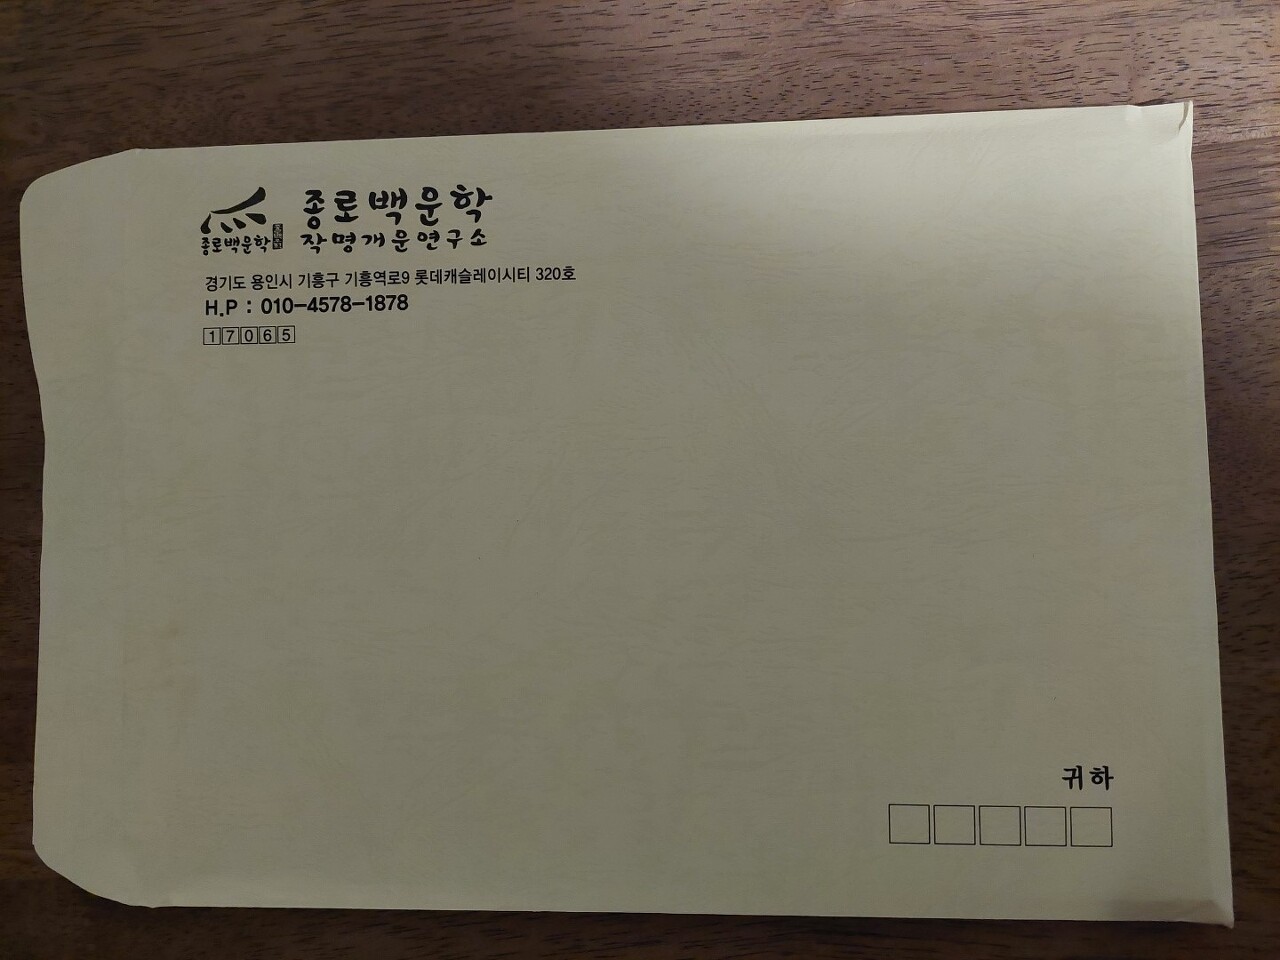 종로백운학
종로백운학
작명개운연구소
경기도 용인시 기흥구 기흥역로9 롯데캐슬레이시티 320호
H.P : 010-4578-1878
17065
귀하